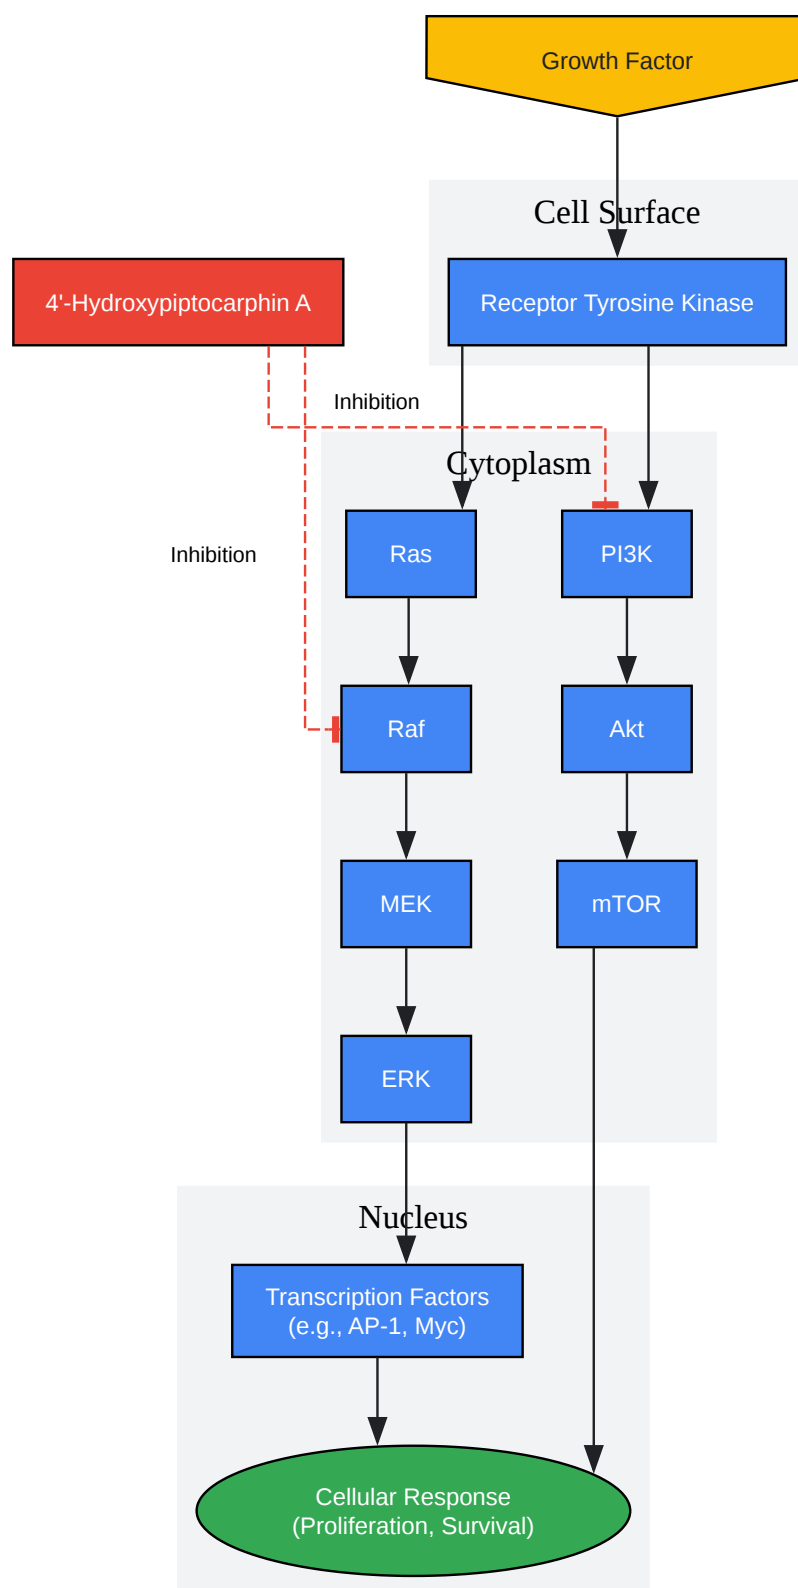 Growth Factor
Cell Surface
4'-Hydroxypiptocarphin A
Receptor Tyrosine Kinase
Inhibition
Cytoplasm
Inhibition
Ras
PI3K
Raf
Akt
MEK
mTOR
ERK
Nucleus
Transcription Factors
(e.g., AP-1, Myc)
Cellular Response
(Proliferation, Survival)